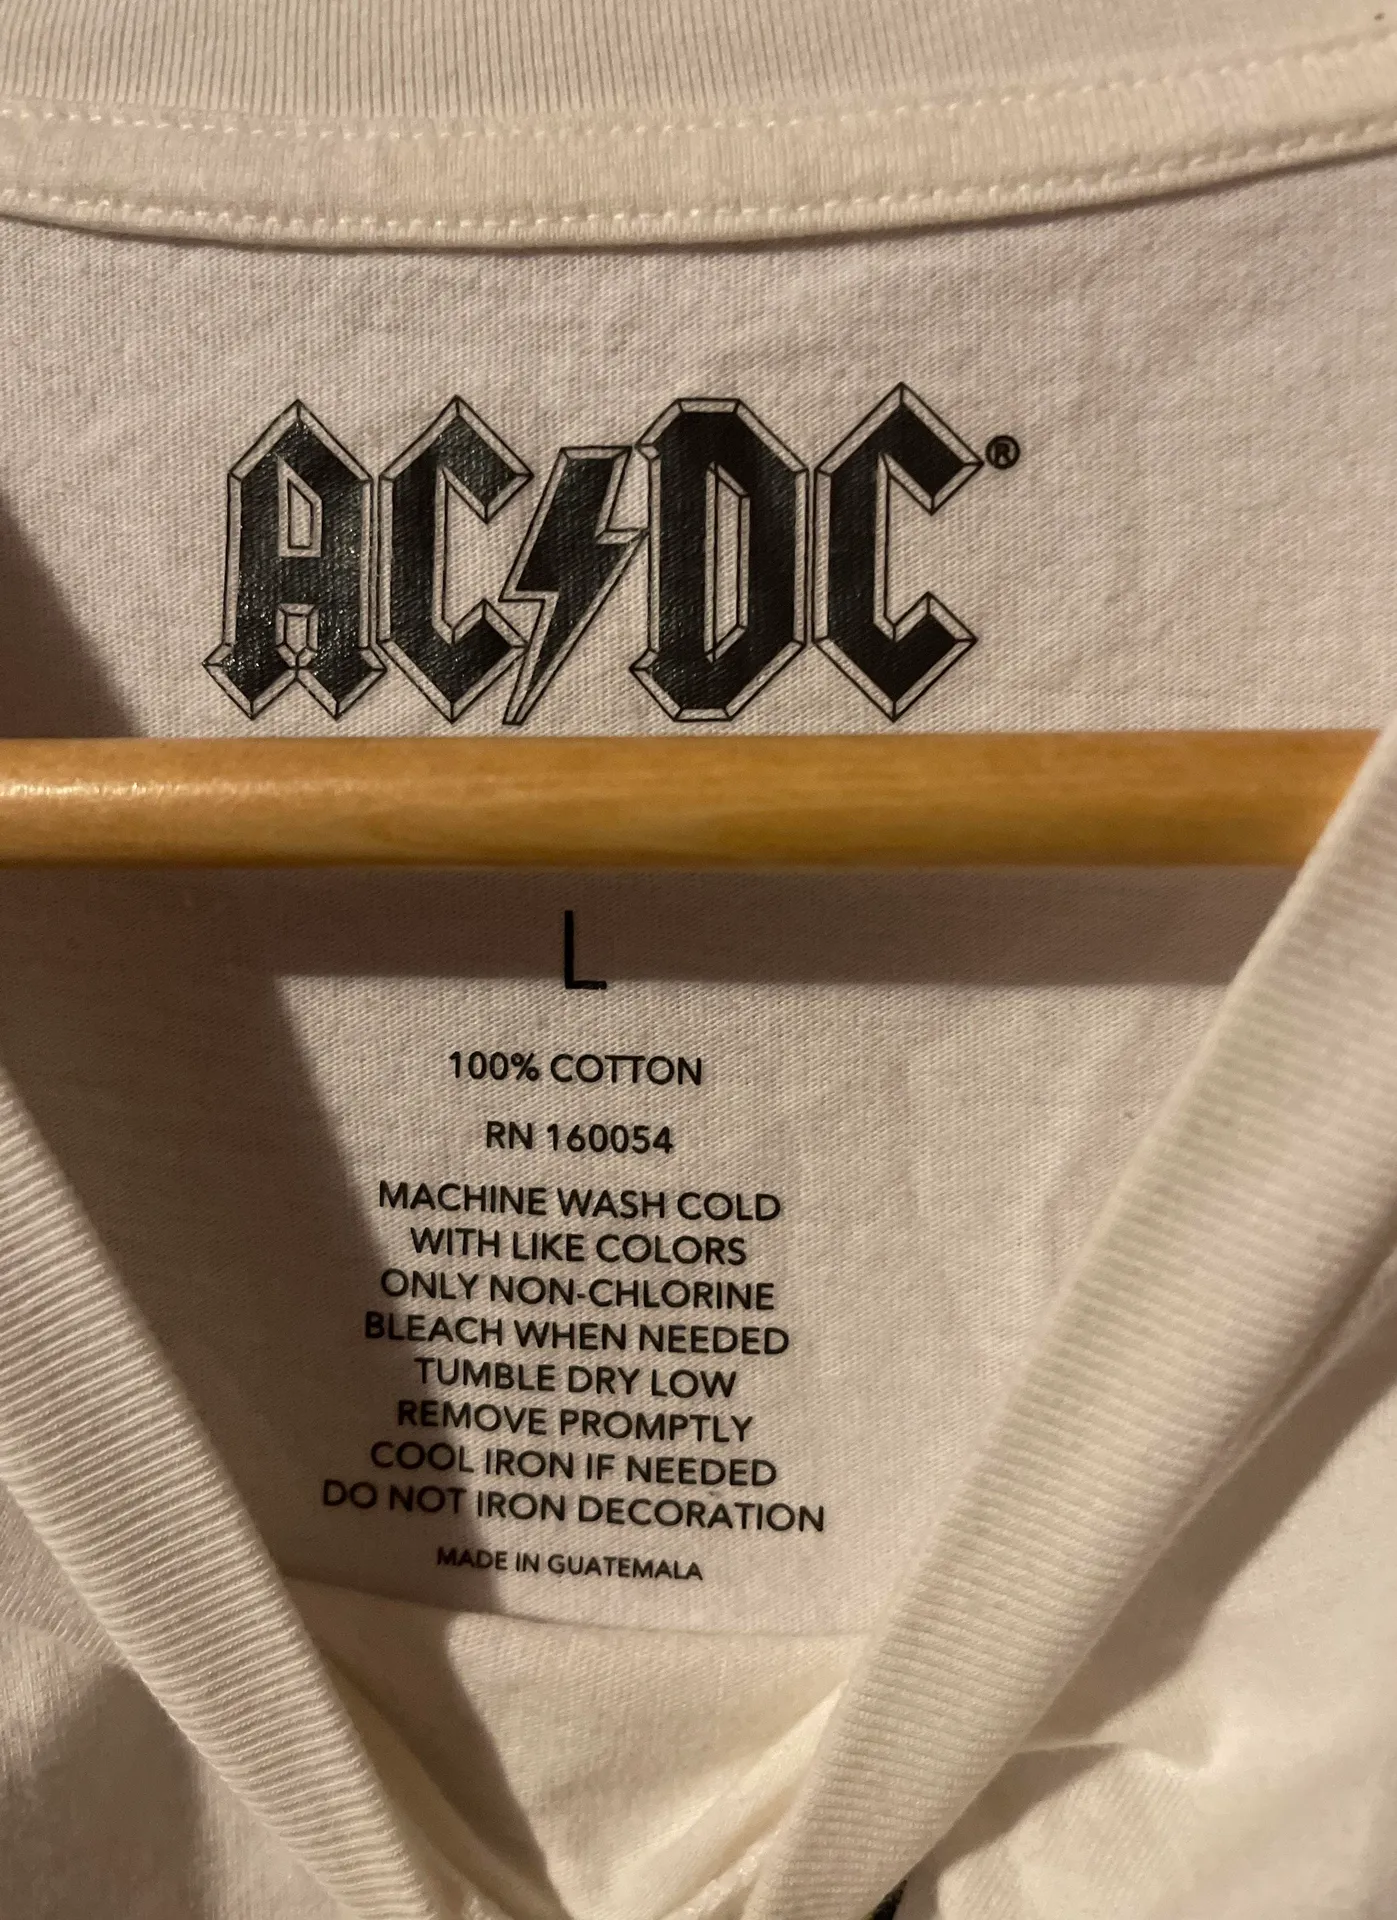 AC⚡DC®
L
100% COTTON
RN 160054
MACHINE WASH COLD
WITH LIKE COLORS
ONLY NON-CHLORINE
BLEACH WHEN NEEDED
TUMBLE DRY LOW
REMOVE PROMPTLY
COOL IRON IF NEEDED
DO NOT IRON DECORATION
MADE IN GUATEMALA